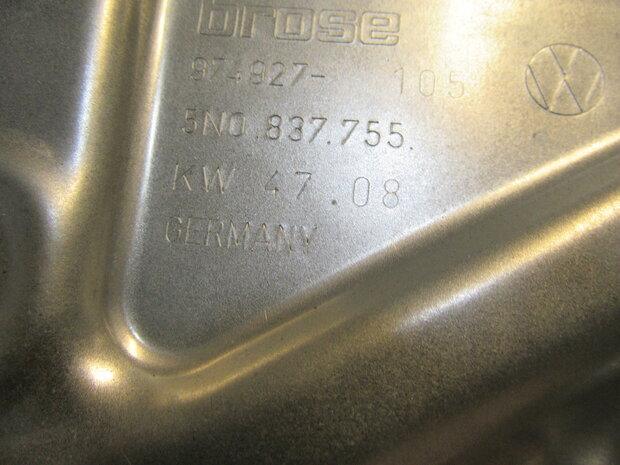 brose
974927- 105
5N0.837.755.
KW 47.08
GERMANY